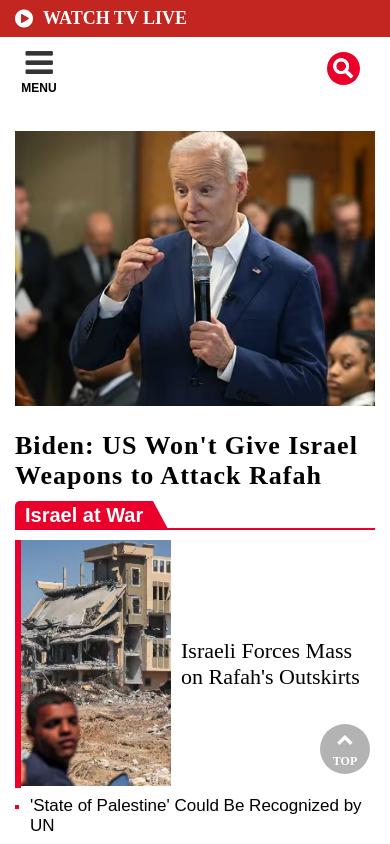 WATCH TV LIVE
MENU
Biden: US Won't Give Israel
Weapons to Attack Rafah
Israel at War
Israeli Forces Mass
on Rafah's Outskirts
TOP
'State of Palestine' Could Be Recognized by
UN